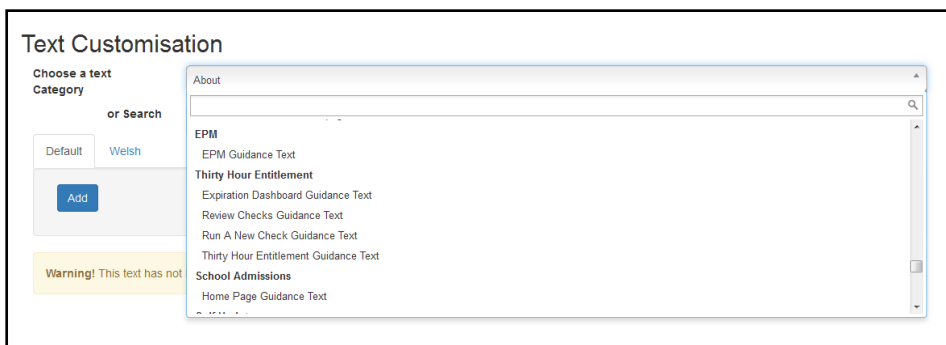 Text Customisation
Choose a text
Category
About
or Search
EPM
EPM Guidance Text
Thirty Hour Entitlement
Expiration Dashboard Guidance Text
Review Checks Guidance Text
Run A New Check Guidance Text
Thirty Hour Entitlement Guidance Text
School Admissions
Home Page Guidance Text
Default
Welsh
Add
Warning! This text has not